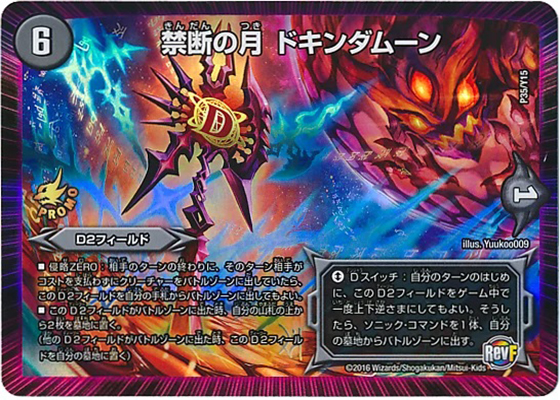 6
きんだん つき
禁断の月 ドキンダムーン
P35/Y15
PROMO
1
illus. Yuukoo009
D2フィールド
■ 侵略ZERO:相手のターンの終わりに、そのターン相手が
コストを支払わずにクリーチャーをバトルゾーンに出していたら、
このD2フィールドを自分の手札からバトルゾーンに出してもよい。
■ このD2フィールドがバトルゾーンに出た時、自分の山札の上か
ら2枚を墓地に置く。
(他のD2フィールドがバトルゾーンに出た時、このD2フィー
ルドを自分の墓地に置く)
Dスイッチ:自分のターンのはじめ
に、このD2フィールドをゲーム中で
一度上下逆さまにしてもよい。そうし
たら、ソニック・コマンドを1体、自分
の墓地からバトルゾーンに出す。
RevF
©2016 Wizards/Shogakukan/Mitsui-Kids